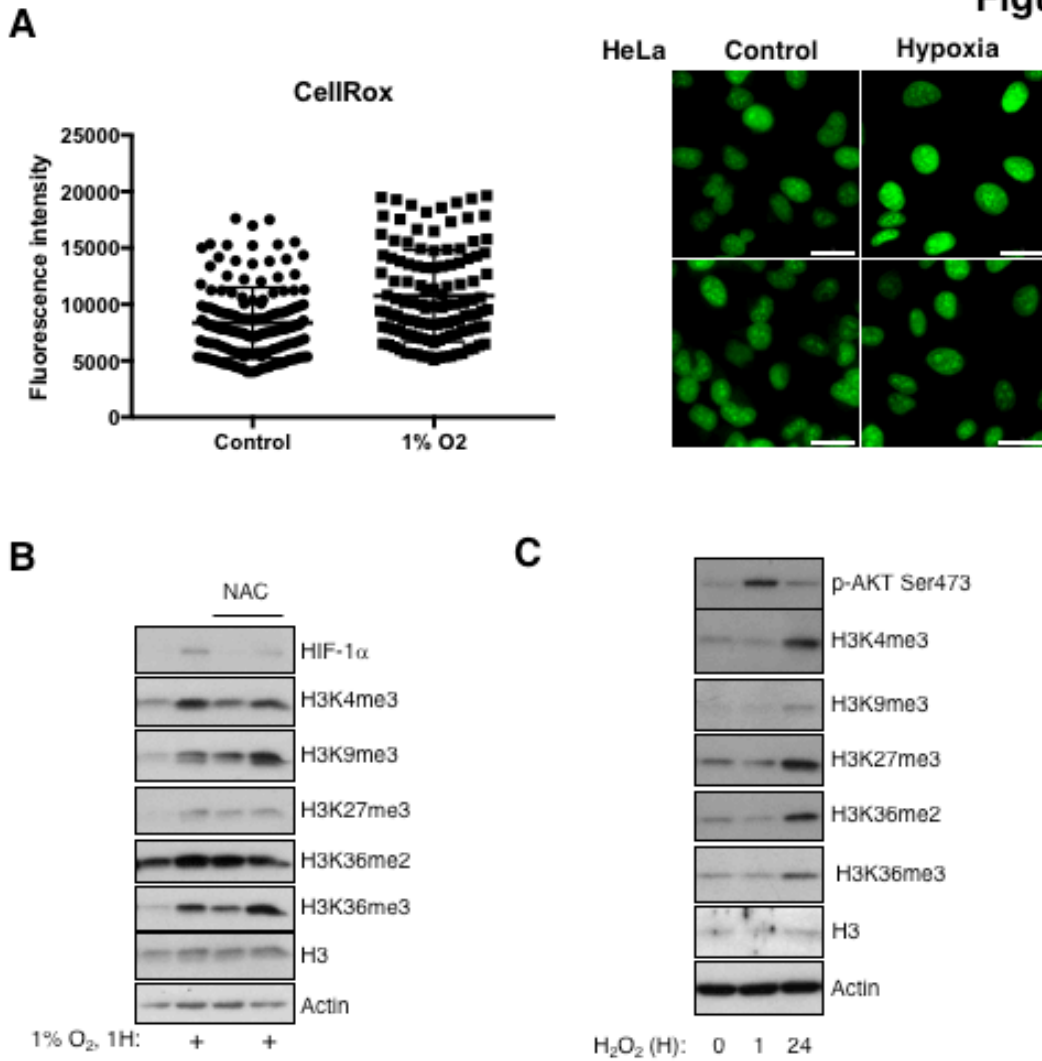 Figu
A
HeLa Control Hypoxia
CellRox
Fluorescence intensity
25000
20000
15000
10000
5000
0
Control 1% O2
B
NAC
HIF-1α
H3K4me3
H3K9me3
H3K27me3
H3K36me2
H3K36me3
H3
Actin
1% O₂, 1H: + +
C
p-AKT Ser473
H3K4me3
H3K9me3
H3K27me3
H3K36me2
H3K36me3
H3
Actin
H₂O₂ (H): 0 1 24